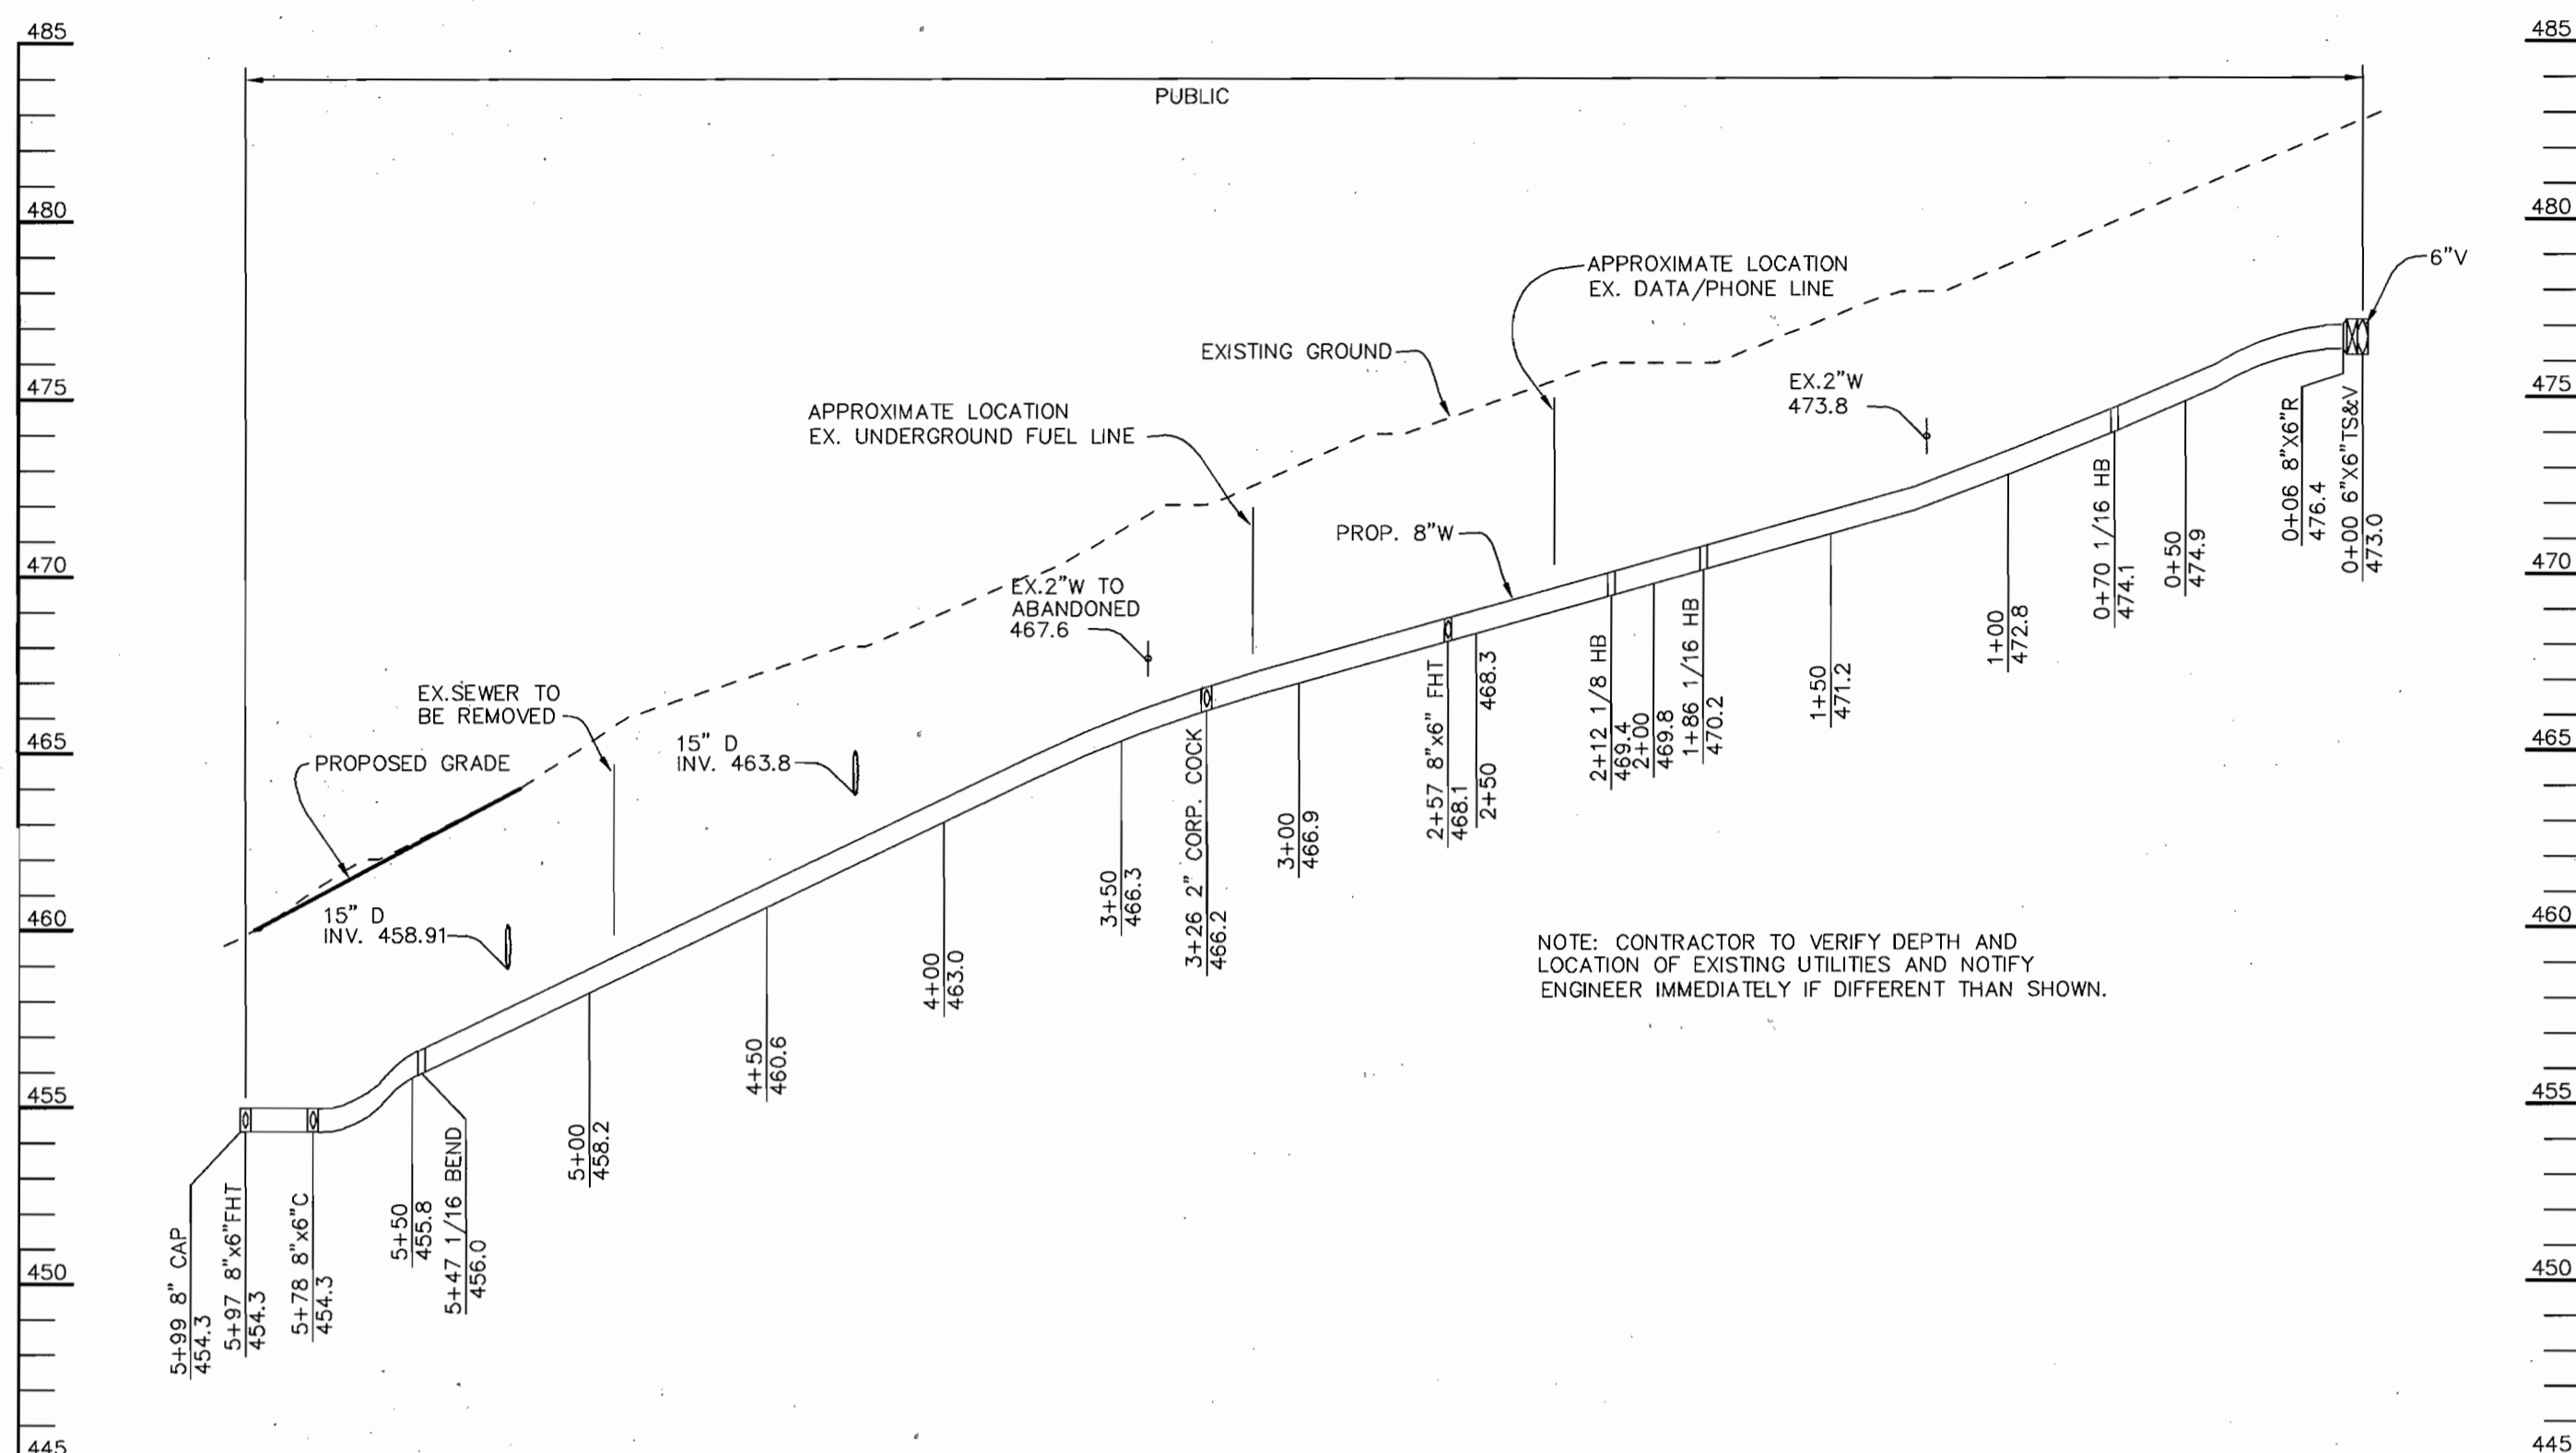 485
485
PUBLIC
480
480
6"V
APPROXIMATE LOCATION
EX. DATA/PHONE LINE
EXISTING GROUND
475
475
EX.2"W
473.8
APPROXIMATE LOCATION
EX. UNDERGROUND FUEL LINE
PROP. 8"W
470
470
EX.2"W TO
ABANDONED
467.6
EX.SEWER TO
BE REMOVED
465
465
15" D
INV. 463.8
PROPOSED GRADE
460
460
15" D
INV. 458.91
NOTE: CONTRACTOR TO VERIFY DEPTH AND
LOCATION OF EXISTING UTILITIES AND NOTIFY
ENGINEER IMMEDIATELY IF DIFFERENT THAN SHOWN.
455
455
450
450
445
445
5+99 8" CAP
454.3
5+97 8"x6"FHT
454.3
5+78 8"x6"C
454.3
5+50
455.8
5+47 1/16 BEND
456.0
5+00
458.2
4+50
460.6
4+00
463.0
3+50
466.3
3+26 2" CORP. COCK
466.2
3+00
466.9
2+57 8"x6" FHT
468.1
2+50
468.3
2+12 1/8 HB
469.4
2+00
469.8
1+86 1/16 HB
470.2
1+50
471.2
1+00
472.8
0+70 1/16 HB
474.1
0+50
474.9
0+06 8"X6"R
476.4
0+00 6"X6"TS&V
473.0